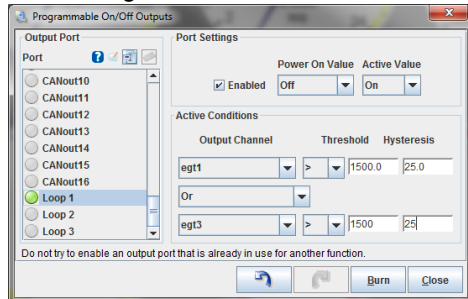 Programmable On/Off Outputs
Output Port
Port
CANout10
CANout11
CANout12
CANout13
CANout14
CANout15
CANout16
Loop 1
Loop 2
Loop 3
Port Settings
Power On Value Active Value
Enabled Off On
Active Conditions
Output Channel Threshold Hysteresis
egt1 > 1500.0 25.0
Or
egt3 > 1500 25
Do not try to enable an output port that is already in use for another function.
Burn Close